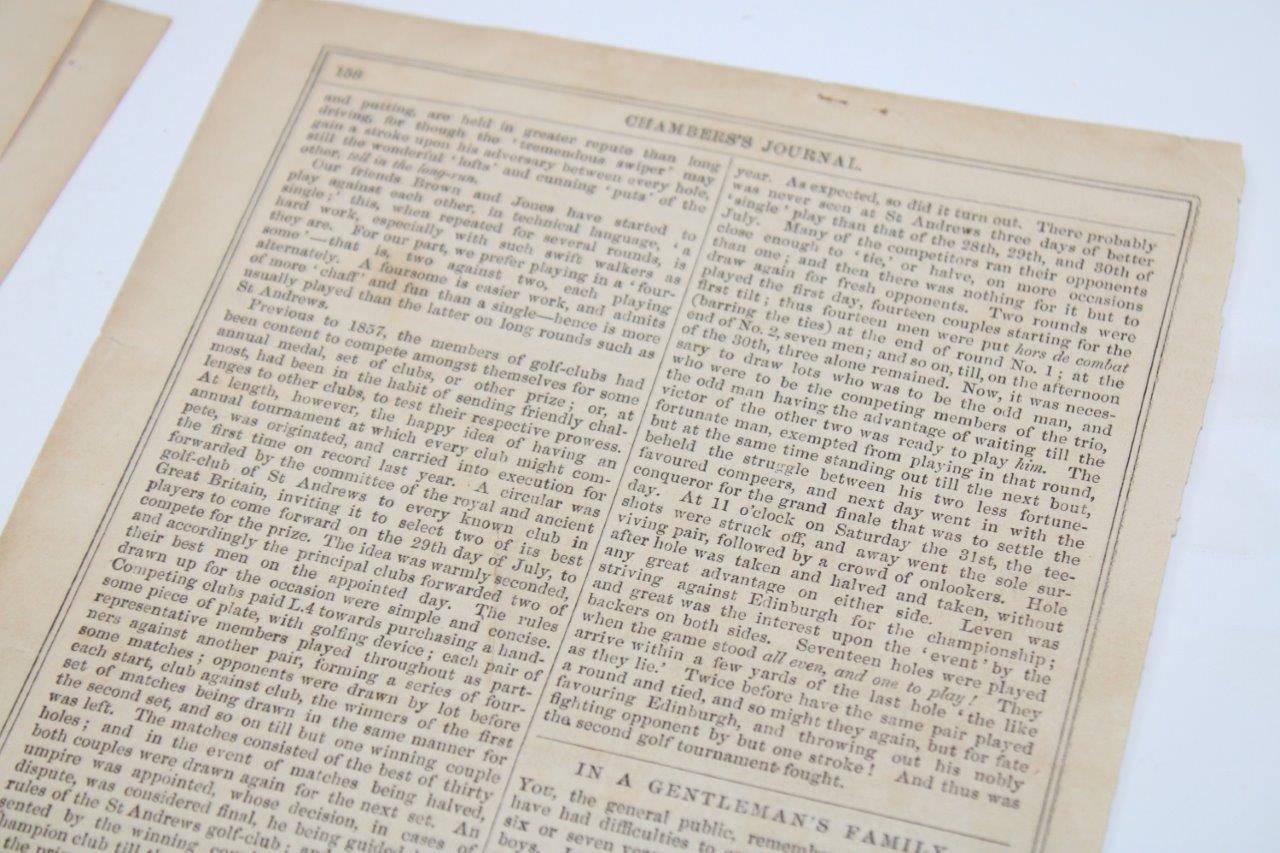 158
CHAMBERS'S JOURNAL.
and putting, are held in greater repute than long
driving, for though the 'tremendous swiper' may
gain a stroke upon his adversary between every hole,
still the wonderful 'lofts' and cunning 'puts' of the
other, tell in the long-run.
Our friends Brown and Jones have started to
play against each other, in technical language, 'a
single;' this, when repeated for several rounds, is
hard work, especially with such swift walkers as
they are. For our part, we prefer playing in a 'four-
some'—that is, two against two, each playing
alternately. A foursome is easier work, and admits
of more 'chaff' and fun than a single—hence is more
usually played than the latter on long rounds such as
St Andrews.
Previous to 1857, the members of golf-clubs had
been content to compete amongst themselves for some
annual medal, set of clubs, or other prize; or, at
most, had been in the habit of sending friendly chal-
lenges to other clubs, to test their respective prowess.
At length, however, the happy idea of having an
annual tournament at which every club might com-
pete, was originated, and carried into execution for
the first time on record last year. A circular was
forwarded by the committee of the royal and ancient
golf-club of St Andrews to every known club in
Great Britain, inviting it to select two of its best
players to come forward on the 29th day of July, to
compete for the prize. The idea was warmly seconded,
and accordingly the principal clubs forwarded two of
their best men on the appointed day. The rules
drawn up for the occasion were simple and concise.
Competing clubs paid L.4 towards purchasing a hand-
some piece of plate, with golfing device; each pair of
representative members played throughout as part-
ners against another pair, forming a series of four-
some matches; opponents were drawn by lot before
each start, club against club, the winners of the first
set of matches being drawn in the same manner for
the second set, and so on till but one winning couple
was left. The matches consisted of the best of thirty
holes; and in the event of matches being halved,
both couples were drawn again for the next set. An
umpire was appointed, whose decision, in cases of
dispute, was considered final, he being guided by
rules of the St Andrews golf-club; and
sented by the winning
hampion club till
the
year. As expected, so did it turn out. There probably
was never seen at St Andrews three days of better
'single' play than that of the 28th, 29th, and 30th of
July. Many of the competitors ran their opponents
close enough to 'tie,' or halve, on more occasions
than one; and then there was nothing for it but to
draw again for fresh opponents. Two rounds were
played the first day, fourteen couples starting for the
first tilt; thus fourteen men were put hors de combat
(barring the ties) at the end of round No. 1; at the
end of No. 2, seven men; and so on, till, on the afternoon
of the 30th, three alone remained. Now, it was neces-
sary to draw lots who was to be the odd man, and
who were to be the competing members of the trio,
the odd man having the advantage of waiting till the
victor of the other two was ready to play him. The
fortunate man, exempted from playing in that round,
but at the same time standing out till the next bout,
beheld the struggle between his two less fortune-
favoured compeers, and next day went in with the
conqueror for the grand finale that was to settle the
day. At 11 o'clock on Saturday the 31st, the tee-
shots were struck off, and away went the sole sur-
viving pair, followed by a crowd of onlookers. Hole
after hole was taken and halved and taken, without
any great advantage on either side. Leven was
striving against Edinburgh for the championship;
and great was the interest upon the 'event' by the
backers on both sides. Seventeen holes were played
when the game stood all even, and one to play! They
arrive within a few yards of the last hole 'the like
as they lie.' Twice before have the same pair played
a round and tied, and so might they again, but for fate
favouring Edinburgh, and throwing out his nobly
fighting opponent by but one stroke! And thus was
the second golf tournament fought.
IN A GENTLEMAN'S FAMILY.
YOU, the general public, remember
have had difficulties to
six or seven
boys.